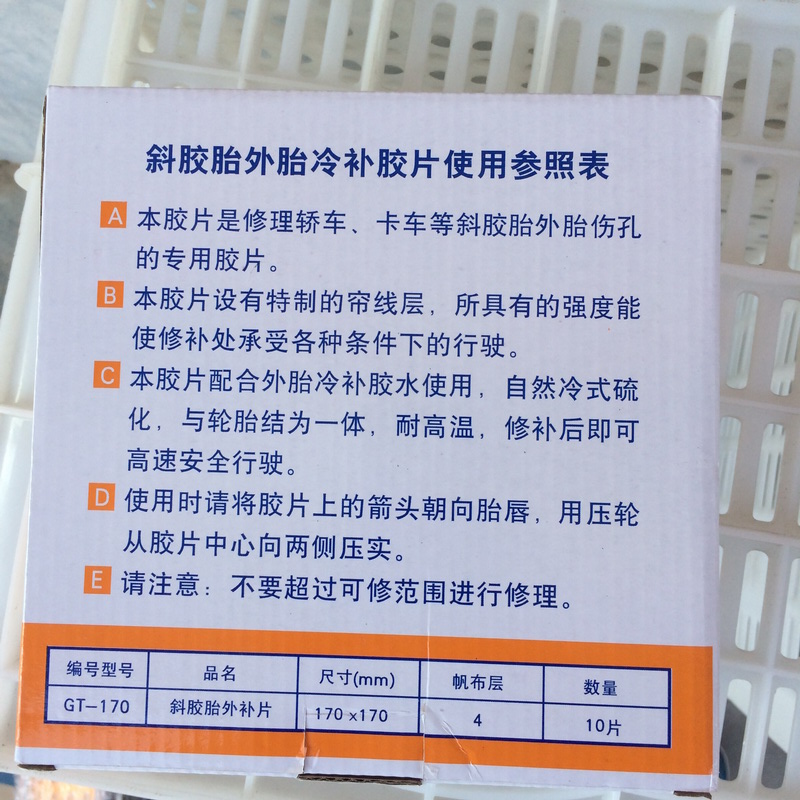 斜胶胎外胎冷补胶片使用参照表
A 本胶片是修理轿车、卡车等斜胶胎外胎伤孔
的专用胶片。
B 本胶片设有特制的帘线层，所具有的强度能
使修补处承受各种条件下的行驶。
C 本胶片配合外胎冷补胶水使用，自然冷式硫
化，与轮胎结为一体，耐高温，修补后即可
高速安全行驶。
D 使用时请将胶片上的箭头朝向胎唇，用压轮
从胶片中心向两侧压实。
E 请注意：不要超过可修范围进行修理。
编号型号 品名 尺寸(mm) 帆布层 数量
GT-170 斜胶胎外补片 170 x170 4 10片